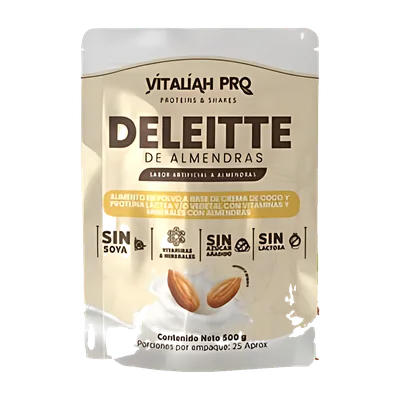 VITALIAH PRO
PROTEINS & SHAKES
DELEITTE
DE ALMENDRAS
SABOR ARTIFICIAL A ALMENDRAS
ALIMENTO EN POLVO A BASE DE CREMA DE COCO Y
PROTEINA LACTEA Y/O VEGETAL CON VITAMINAS Y
MINERALES CON ALMENDRAS
SIN
SOYA
VITAMINAS
& MINERALES
SIN
AZUCAR
AÑADIDO
SIN
LACTOSA
Contenido Neto 500 g
Porciones por empaque: 25 Aprox